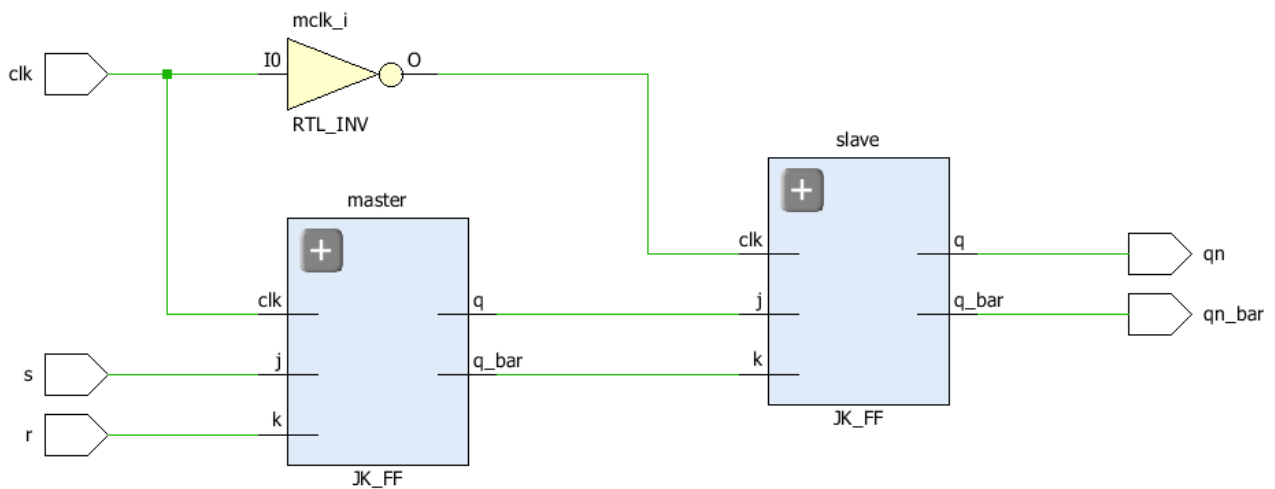 mclk_i
clk
I0
O
RTL_INV
slave
master
clk
q
qn
clk
q
j
q_bar
qn_bar
s
j
q_bar
k
r
k
JK_FF
JK_FF